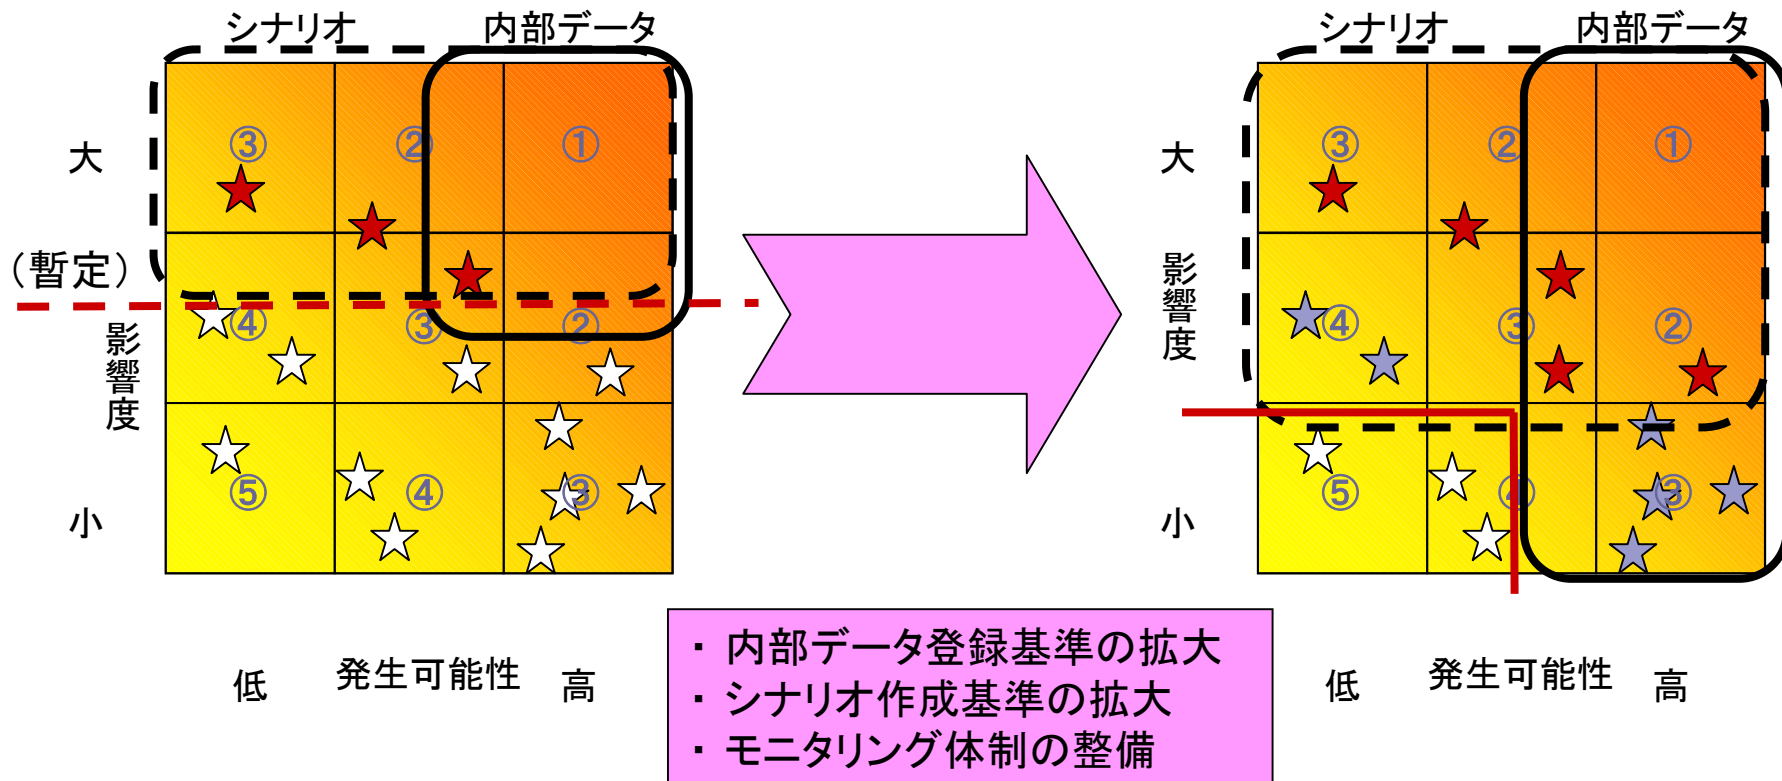 シナリオ
内部データ
③
②
①
大
（暫定）
④
③
②
影響度
⑤
④
③
小
低
発生可能性
高
シナリオ
内部データ
③
②
①
大
影響度
④
③
②
⑤
④
③
小
低
発生可能性
高
・ 内部データ登録基準の拡大
・ シナリオ作成基準の拡大
・ モニタリング体制の整備